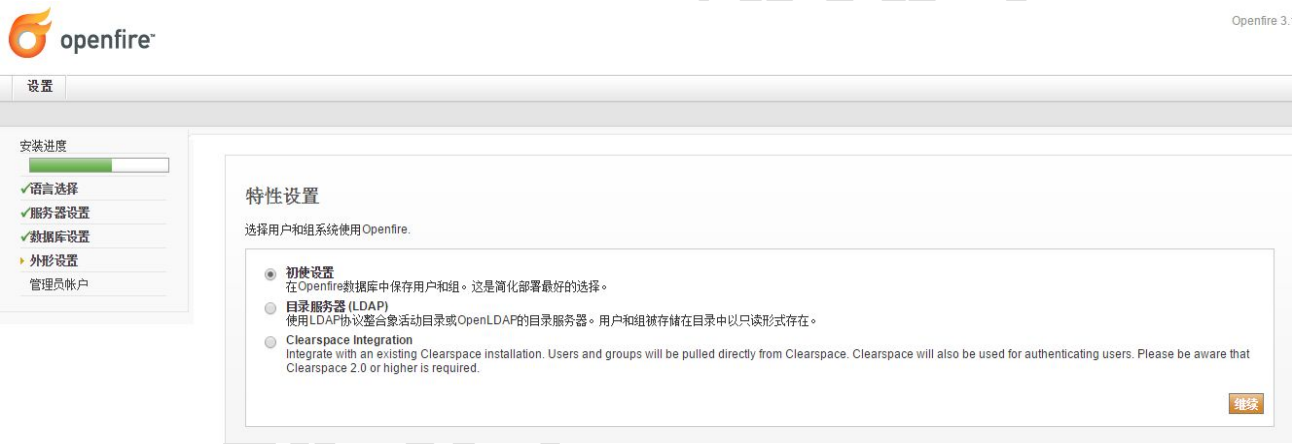 openfire™
Openfire 3.
设置
安装进度
语言选择
服务器设置
数据库设置
外形设置
管理员帐户
特性设置
选择用户和组系统使用Openfire.
初使设置
在Openfire数据库中保存用户和组。这是简化部署最好的选择。
目录服务器 (LDAP)
使用LDAP协议整合象活动目录或OpenLDAP的目录服务器。用户和组被存储在目录中以只读形式存在。
Clearspace Integration
Integrate with an existing Clearspace installation. Users and groups will be pulled directly from Clearspace. Clearspace will also be used for authenticating users. Please be aware that
Clearspace 2.0 or higher is required.
继续